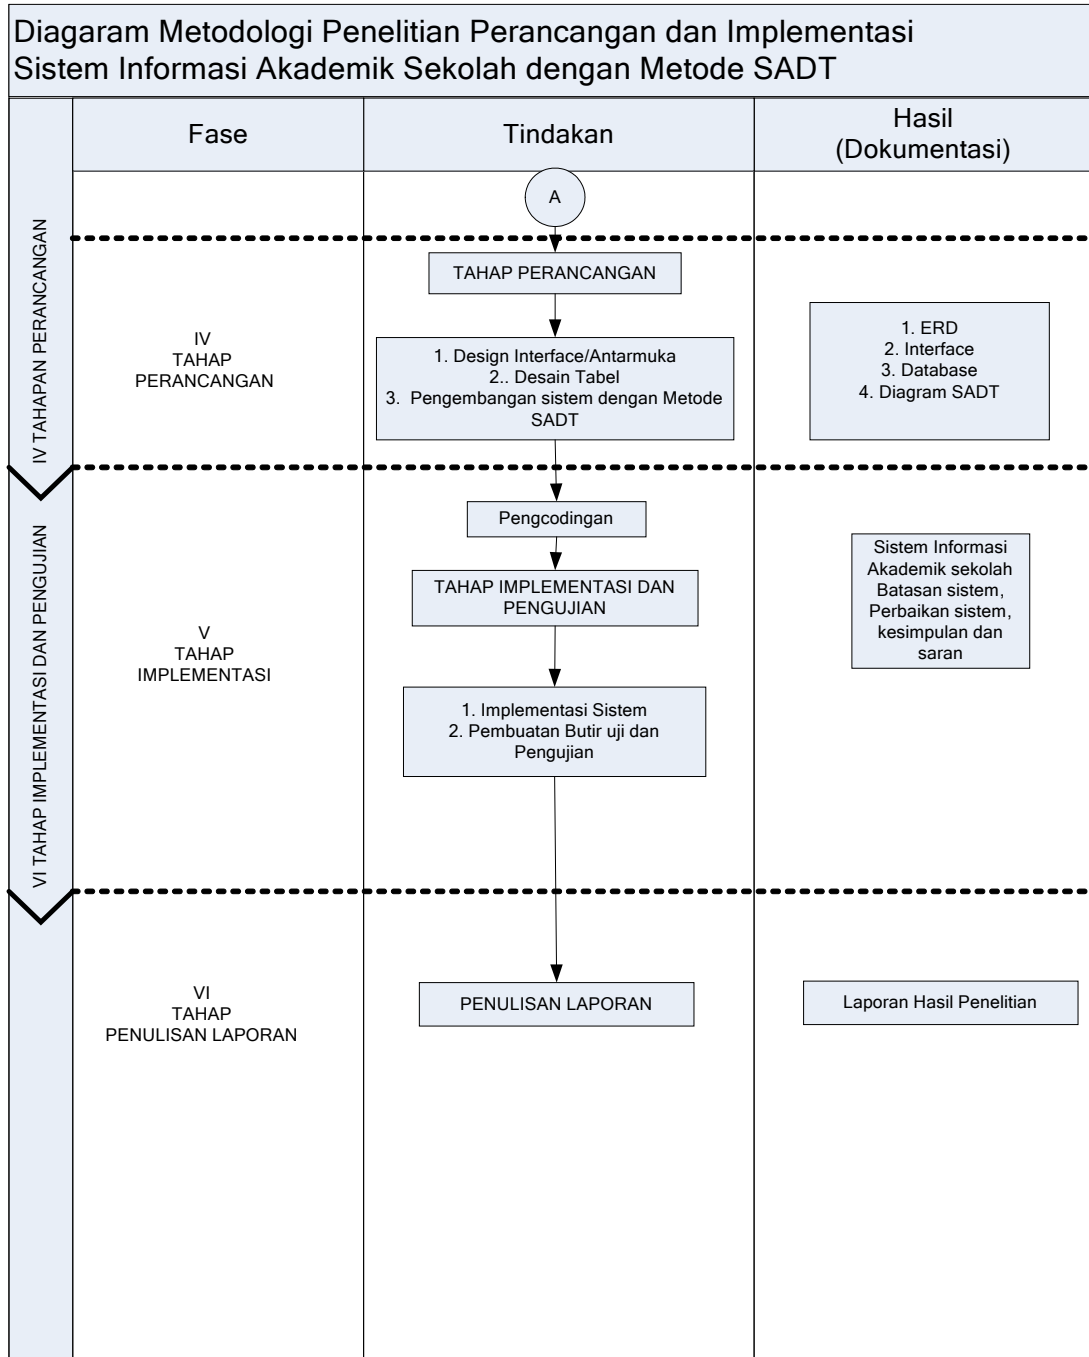 Diagaram Metodologi Penelitian Perancangan dan Implementasi
Sistem Informasi Akademik Sekolah dengan Metode SADT
Fase
Tindakan
Hasil
(Dokumentasi)
A
IV TAHAPAN PERANCANGAN
IV
TAHAP
PERANCANGAN
TAHAP PERANCANGAN
1. Design Interface/Antarmuka
2.. Desain Tabel
3. Pengembangan sistem dengan Metode
SADT
1. ERD
2. Interface
3. Database
4. Diagram SADT
VI TAHAP IMPLEMENTASI DAN PENGUJIAN
V
TAHAP
IMPLEMENTASI
Pengcodingan
TAHAP IMPLEMENTASI DAN
PENGUJIAN
1. Implementasi Sistem
2. Pembuatan Butir uji dan
Pengujian
Sistem Informasi
Akademik sekolah
Batasan sistem,
Perbaikan sistem,
kesimpulan dan
saran
VI
TAHAP
PENULISAN LAPORAN
PENULISAN LAPORAN
Laporan Hasil Penelitian